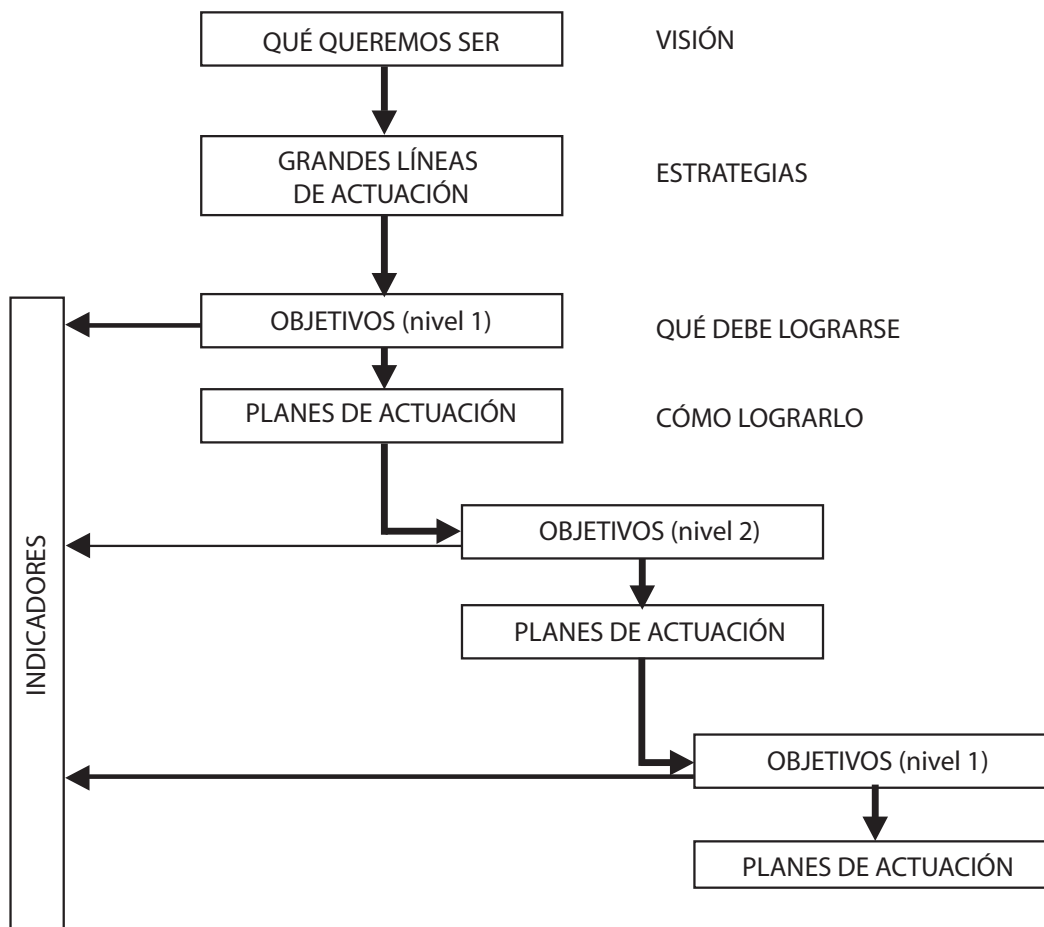 QUÉ QUEREMOS SER
VISIÓN
GRANDES LÍNEAS
DE ACTUACIÓN
ESTRATEGIAS
OBJETIVOS (nivel 1)
QUÉ DEBE LOGRARSE
PLANES DE ACTUACIÓN
CÓMO LOGRARLO
OBJETIVOS (nivel 2)
PLANES DE ACTUACIÓN
INDICADORES
OBJETIVOS (nivel 1)
PLANES DE ACTUACIÓN